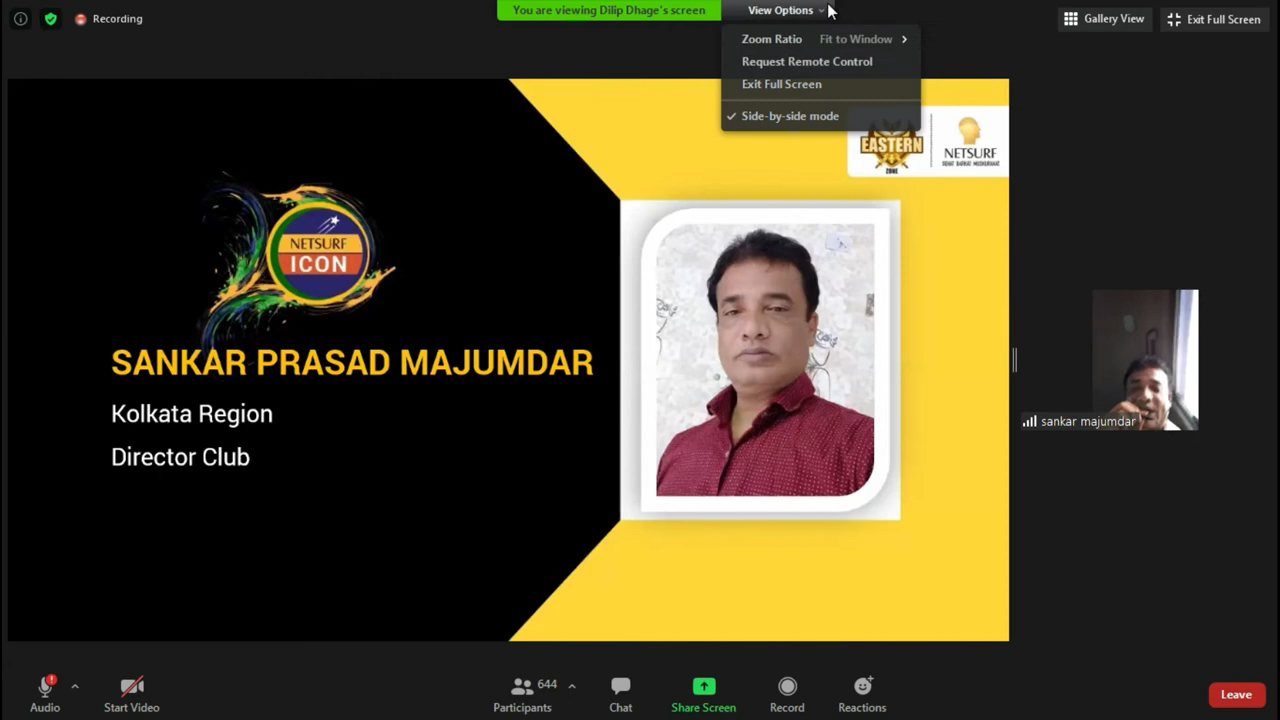 Recording
You are viewing Dilip Dhage's screen
View Options
Zoom Ratio Fit to Window
Request Remote Control
Exit Full Screen
Side-by-side mode
Gallery View
Exit Full Screen
EASTERN
ZONE
NETSURF
NETSURF
ICON
SANKAR PRASAD MAJUMDAR
Kolkata Region
Director Club
sankar majumdar
Audio
Start Video
644
Participants
Chat
Share Screen
Record
Reactions
Leave